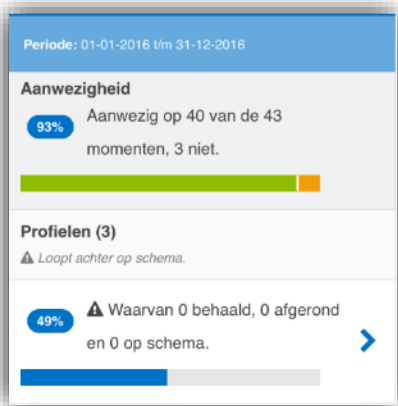 Periode: 01-01-2016 t/m 31-12-2016
Aanwezigheid
93% Aanwezig op 40 van de 43
momenten, 3 niet.
Profielen (3)
Loopt achter op schema.
49% Waarvan 0 behaald, 0 afgerond
en 0 op schema.